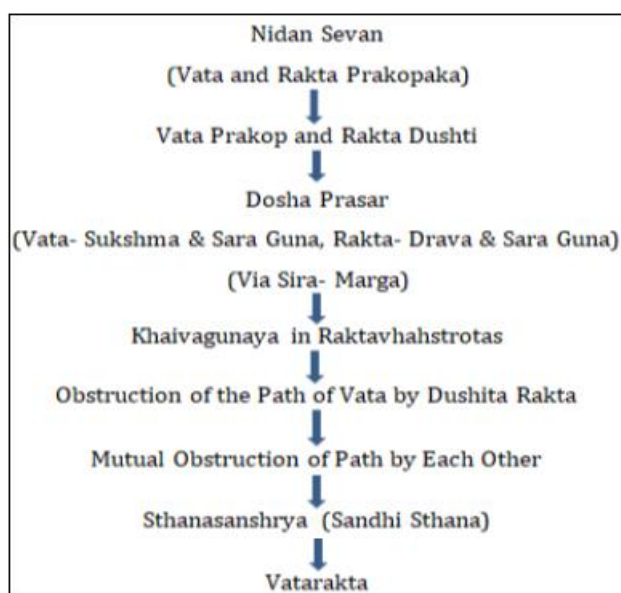 Nidan Sevan
(Vata and Rakta Prakopaka)
Vata Prakop and Rakta Dushti
Dosha Prasar
(Vata- Sukshma & Sara Guna, Rakta- Drava & Sara Guna)
(Via Sira- Marga)
Khaivagunaya in Raktavhahstrotas
Obstruction of the Path of Vata by Dushita Rakta
Mutual Obstruction of Path by Each Other
Sthanasanshrya (Sandhi Sthana)
Vatarakta